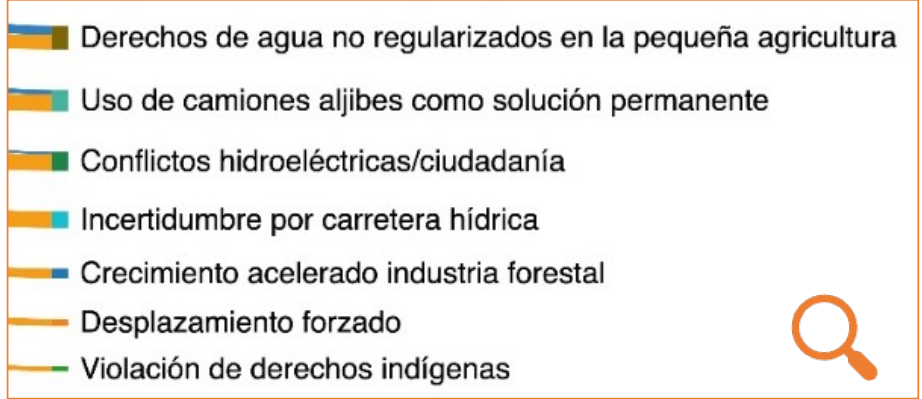 Derechos de agua no regularizados en la pequeña agricultura
Uso de camiones aljibes como solución permanente
Conflictos hidroeléctricas/ciudadanía
Incertidumbre por carretera hídrica
Crecimiento acelerado industria forestal
Desplazamiento forzado
Violación de derechos indígenas